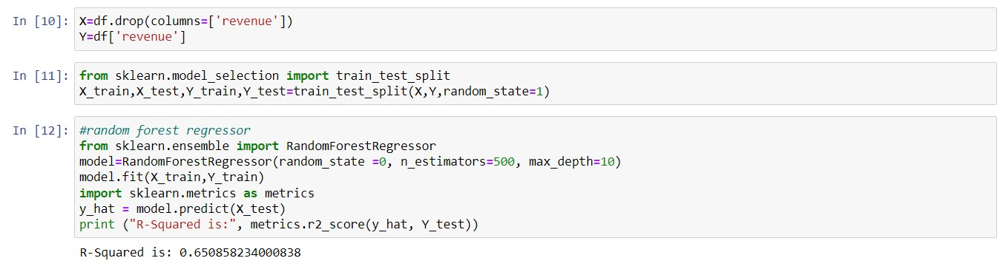 In [10]: X=df.drop(columns=['revenue'])
Y=df['revenue']
In [11]: from sklearn.model_selection import train_test_split
X_train,X_test,Y_train,Y_test=train_test_split(X,Y,random_state=1)
In [12]: #random forest regressor
from sklearn.ensemble import RandomForestRegressor
model=RandomForestRegressor(random_state =0, n_estimators=500, max_depth=10)
model.fit(X_train,Y_train)
import sklearn.metrics as metrics
y_hat = model.predict(X_test)
print ("R-Squared is:", metrics.r2_score(y_hat, Y_test))
R-Squared is: 0.650858234000838